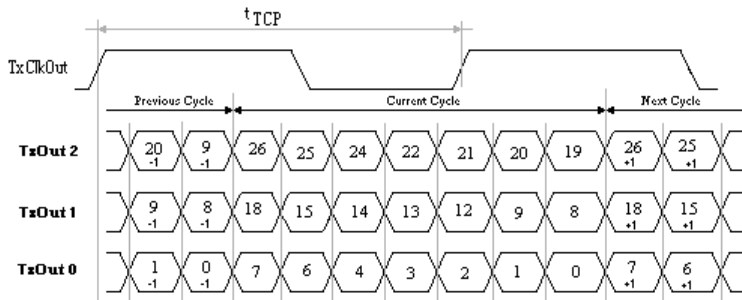 t TCP
TxClkOut
Previous Cycle Current Cycle Next Cycle
TxOut 2 20 -1 9 -1 26 25 24 22 21 20 19 26 +1 25 +1
TxOut 1 9 -1 8 -1 18 15 14 13 12 9 8 18 +1 15 +1
TxOut 0 1 -1 0 -1 7 6 4 3 2 1 0 7 +1 6 +1